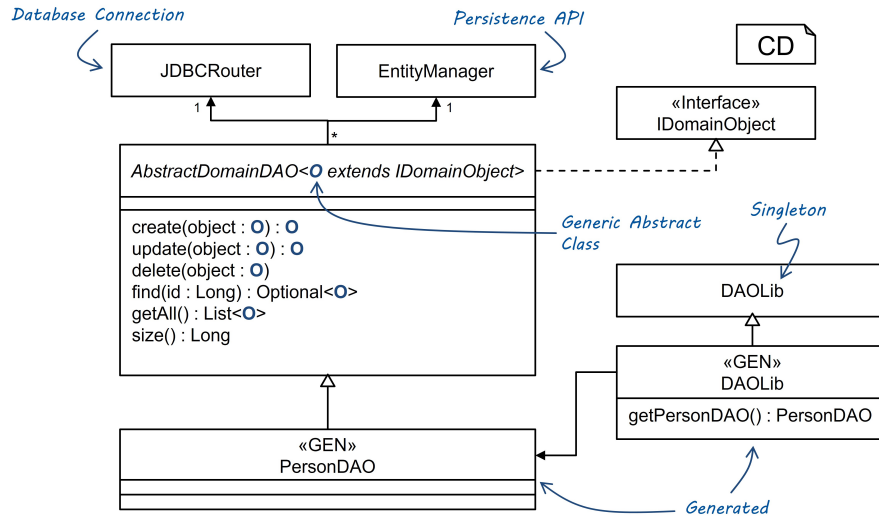 Database Connection
Persistence API
CD
JDBCRouter
EntityManager
1
1
*
«Interface»
IDomainObject
AbstractDomainDAO<O extends IDomainObject>
create(object : O) : O
update(object : O) : O
delete(object : O)
find(id : Long) : Optional<O>
getAll() : List<O>
size() : Long
Generic Abstract
Class
Singleton
DAOLib
«GEN»
DAOLib
getPersonDAO() : PersonDAO
«GEN»
PersonDAO
Generated